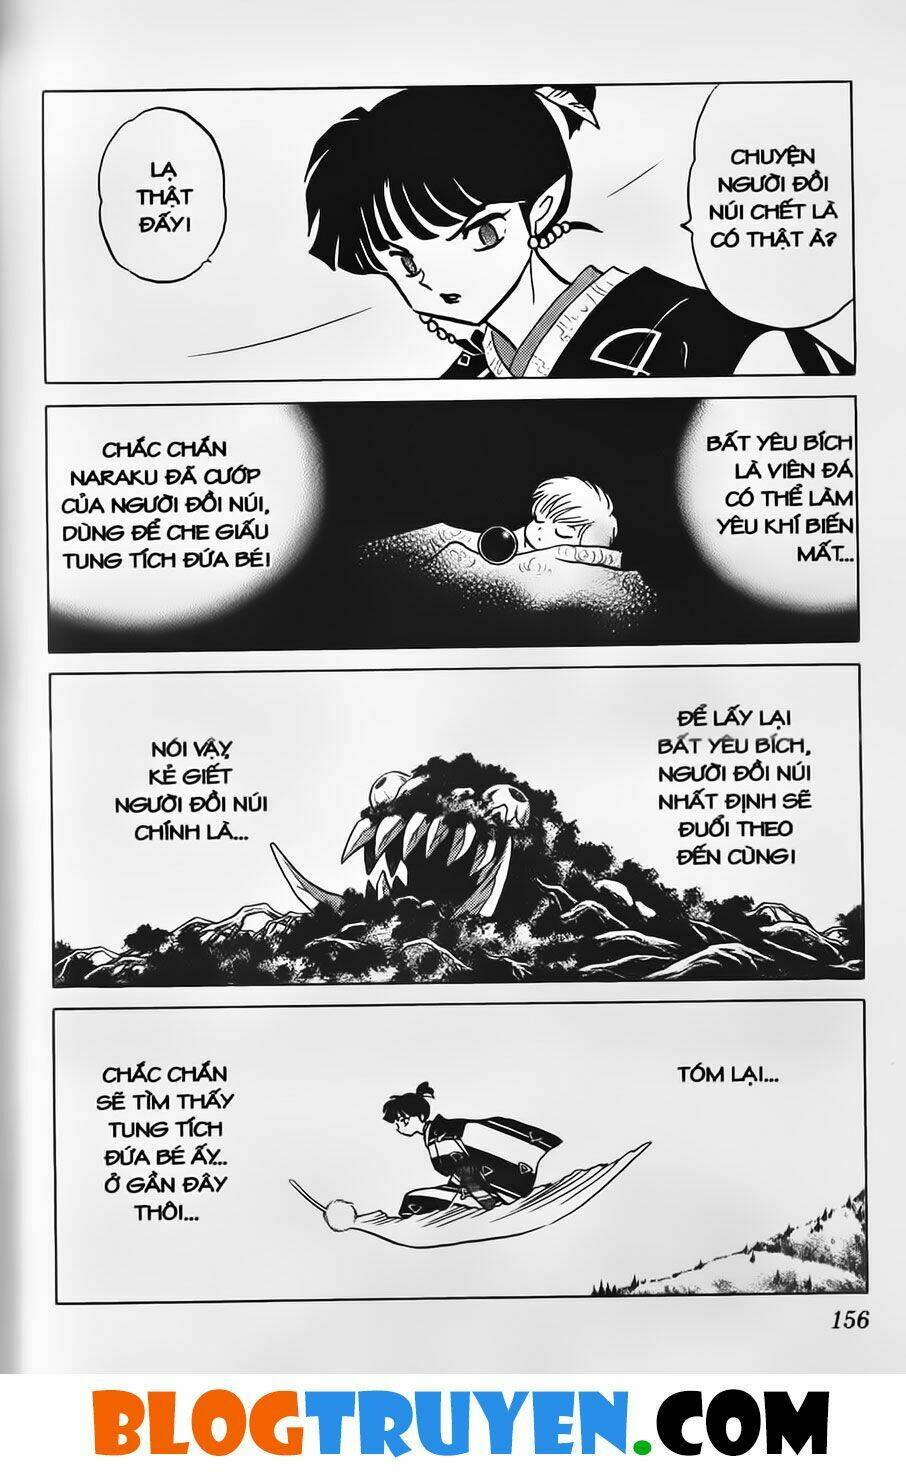 CHUYỆN
NGƯỜI ĐỒI
NÚI CHẾT LÀ
CÓ THẬT À?
LẠ
THẬT
ĐẤY!
BẤT YÊU BÍCH
LÀ VIÊN ĐÁ
CÓ THỂ LÀM
YÊU KHÍ BIẾN
MẤT...
CHẮC CHẮN
NARAKU ĐÃ CƯỚP
CỦA NGƯỜI ĐỒI NÚI,
DÙNG ĐỂ CHE GIẤU
TUNG TÍCH ĐỨA BÉ!
ĐỂ LẤY LẠI
BẤT YÊU BÍCH,
NGƯỜI ĐỒI NÚI
NHẤT ĐỊNH SẼ
ĐUỔI THEO
ĐẾN CÙNG!
NÓI VẬY,
KẺ GIẾT
NGƯỜI ĐỒI NÚI
CHÍNH LÀ...
TÓM LẠI...
CHẮC CHẮN
SẼ TÌM THẤY
TUNG TÍCH
ĐỨA BÉ ẤY...
Ở GẦN ĐÂY
THÔI...
156
BLOGTRUYEN.COM